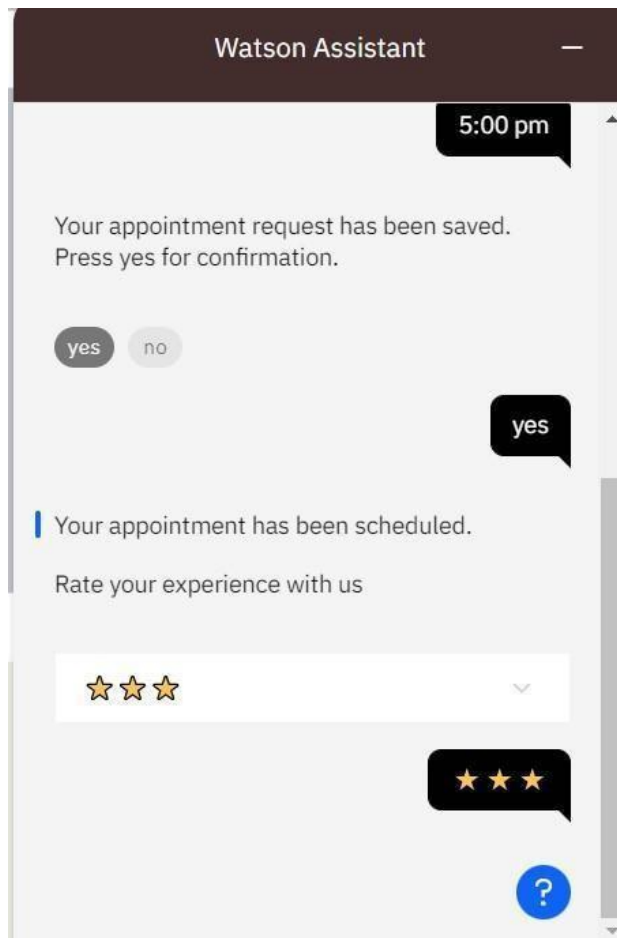 Watson Assistant
5:00 pm
Your appointment request has been saved.
Press yes for confirmation.
yes no
yes
Your appointment has been scheduled.
Rate your experience with us
?